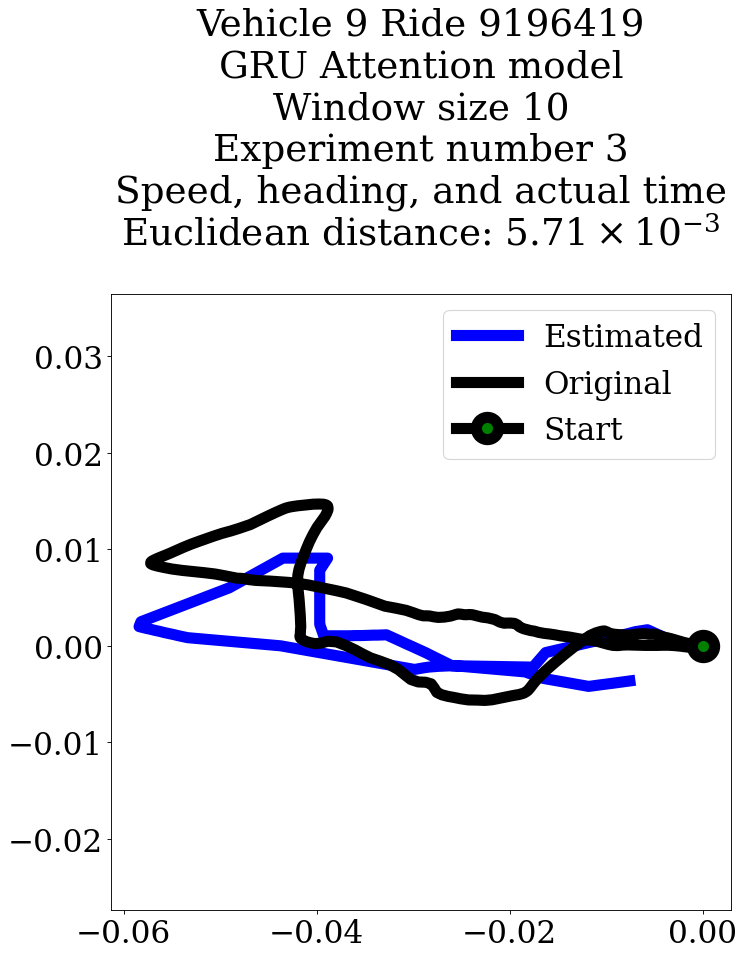 Vehicle 9 Ride 9196419
GRU Attention model
Window size 10
Experiment number 3
Speed, heading, and actual time
Euclidean distance: 5.71 × 10⁻³
Estimated
Original
Start
0.03
0.02
0.01
0.00
−0.01
−0.02
−0.06
−0.04
−0.02
0.00